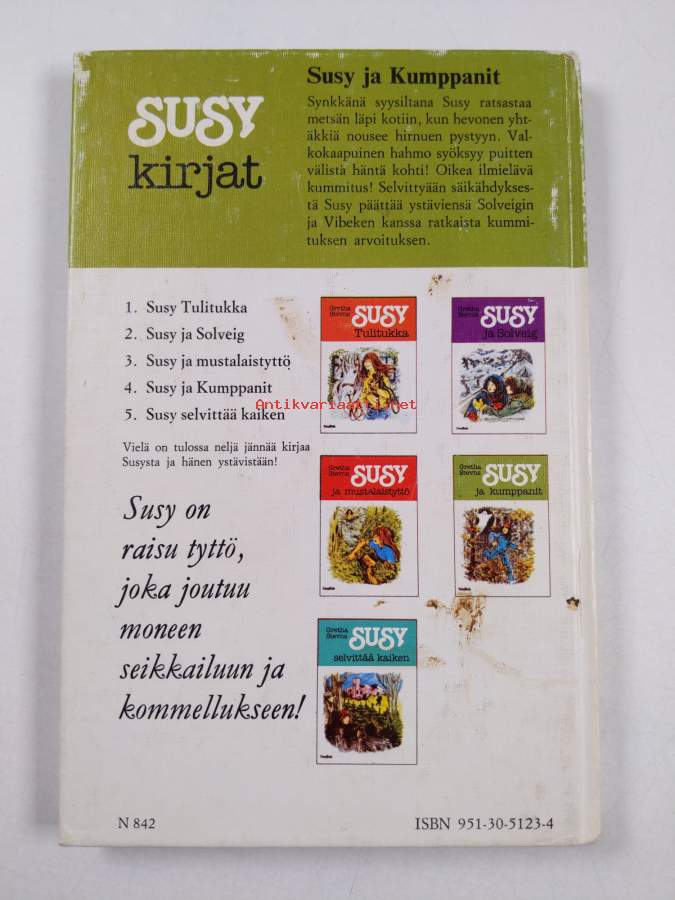 SUSY
kirjat
Susy ja Kumppanit
Synkkänä syysiltana Susy ratsastaa
metsän läpi kotiin, kun hevonen yht-
äkkiä nousee hirnuen pystyyn. Val-
kokaapuinen hahmo syöksyy puitten
välistä häntä kohti! Oikea ilmielävä
kummitus! Selvittyään säikähdykses-
tä Susy päättää ystäviensä Solveigin
ja Vibeken kanssa ratkaista kummi-
tuksen arvoituksen.
1. Susy Tulitukka
2. Susy ja Solveig
3. Susy ja mustalaistyttö
4. Susy ja Kumppanit
5. Susy selvittää kaiken
Vielä on tulossa neljä jännää kirjaa
Susysta ja hänen ystävistään!
Susy on
raisu tyttö,
joka joutuu
moneen
seikkailuun ja
kommellukseen!
Gretha
Stevns
SUSY
Tulitukka
Gretha
Stevns
SUSY
ja Solveig
Gretha
Stevns
SUSY
ja mustalaistyttö
Gretha
Stevns
SUSY
ja kumppanit
Gretha
Stevns
SUSY
selvittää kaiken
Antikvariaatti.net
N 842
ISBN 951-30-5123-4